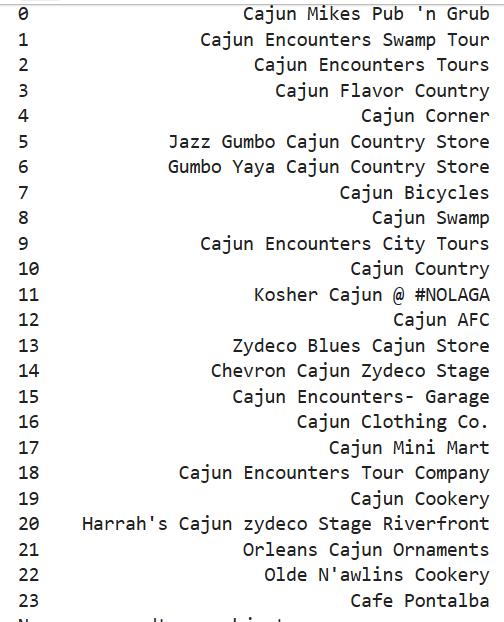 0 Cajun Mikes Pub 'n Grub
1 Cajun Encounters Swamp Tour
2 Cajun Encounters Tours
3 Cajun Flavor Country
4 Cajun Corner
5 Jazz Gumbo Cajun Country Store
6 Gumbo Yaya Cajun Country Store
7 Cajun Bicycles
8 Cajun Swamp
9 Cajun Encounters City Tours
10 Cajun Country
11 Kosher Cajun @ #NOLAGA
12 Cajun AFC
13 Zydeco Blues Cajun Store
14 Chevron Cajun Zydeco Stage
15 Cajun Encounters- Garage
16 Cajun Clothing Co.
17 Cajun Mini Mart
18 Cajun Encounters Tour Company
19 Cajun Cookery
20 Harrah's Cajun zydeco Stage Riverfront
21 Orleans Cajun Ornaments
22 Olde N'awlins Cookery
23 Cafe Pontalba